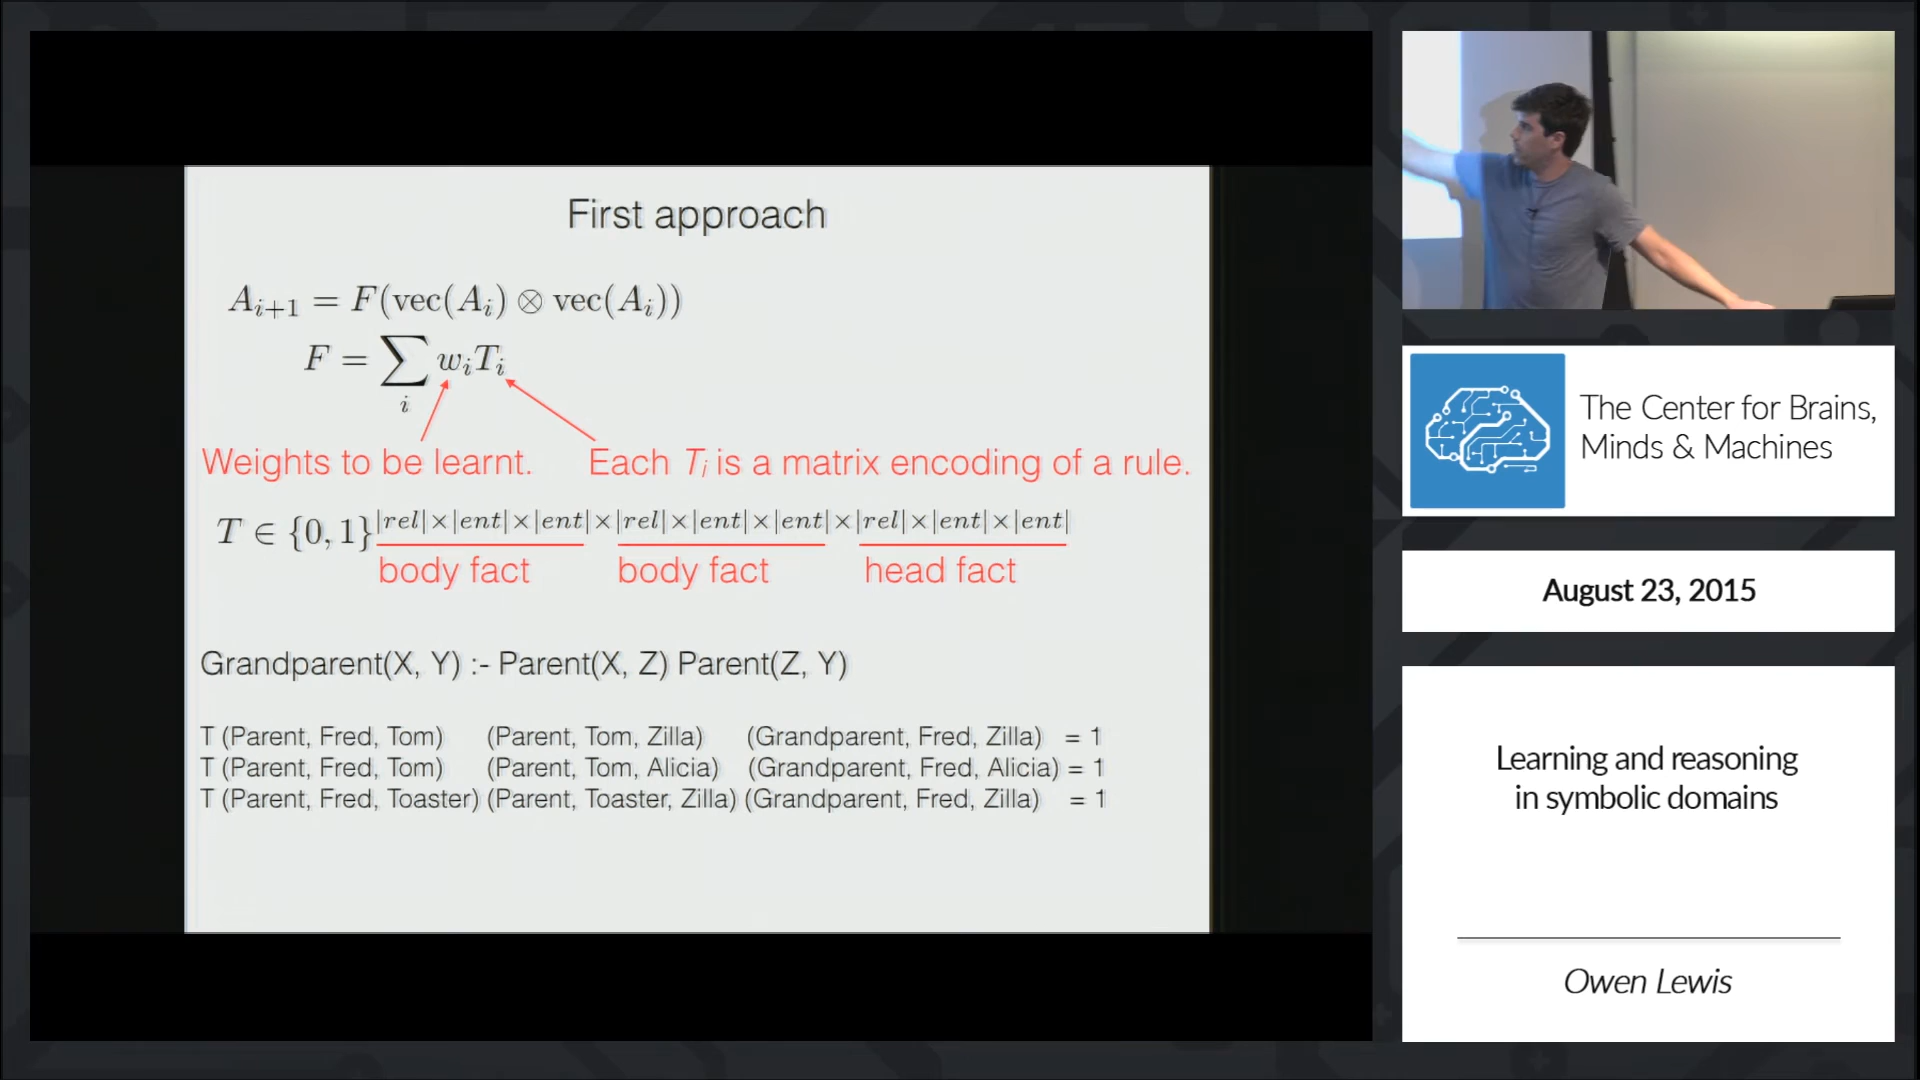 First approach
A_{i+1} = F(vec(A_i) ⊗ vec(A_i))
F = ∑_i w_i T_i
Weights to be learnt. Each T_i is a matrix encoding of a rule.
T ∈ {0, 1}^{|rel|×|ent|×|ent|×|rel|×|ent|×|ent|×|rel|×|ent|×|ent|}
body fact body fact head fact
Grandparent(X, Y) :- Parent(X, Z) Parent(Z, Y)
T (Parent, Fred, Tom) (Parent, Tom, Zilla) (Grandparent, Fred, Zilla) = 1
T (Parent, Fred, Tom) (Parent, Tom, Alicia) (Grandparent, Fred, Alicia) = 1
T (Parent, Fred, Toaster) (Parent, Toaster, Zilla) (Grandparent, Fred, Zilla) = 1
The Center for Brains,
Minds & Machines
August 23, 2015
Learning and reasoning
in symbolic domains
Owen Lewis